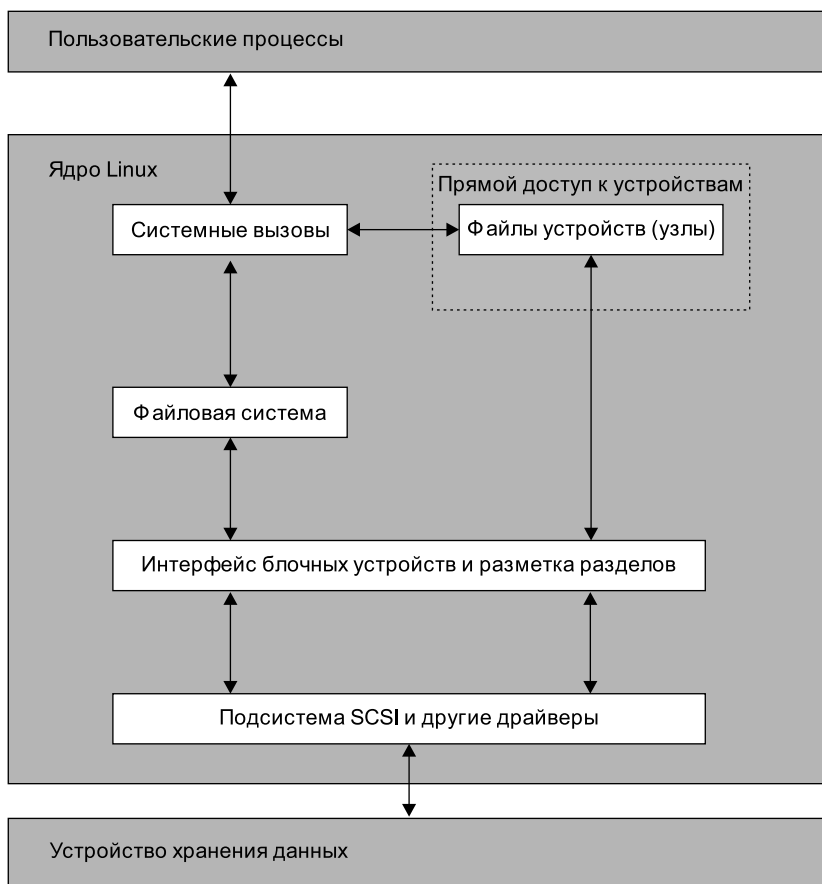 Пользовательские процессы
Ядро Linux
Прямой доступ к устройствам
Системные вызовы
Файлы устройств (узлы)
Файловая система
Интерфейс блочных устройств и разметка разделов
Подсистема SCSI и другие драйверы
Устройство хранения данных